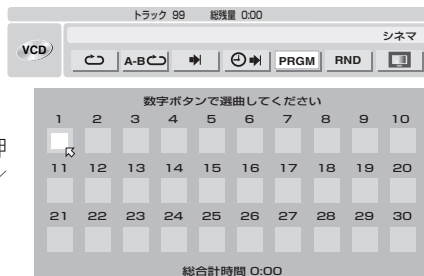 トラック 99 総残量 0:00
シネマ
VCD
A-B PRGM RND
数字ボタンで選曲してください
1 2 3 4 5 6 7 8 9 10
押
11 12 13 14 15 16 17 18 19 20
21 22 23 24 25 26 27 28 29 30
総合計時間 0:00